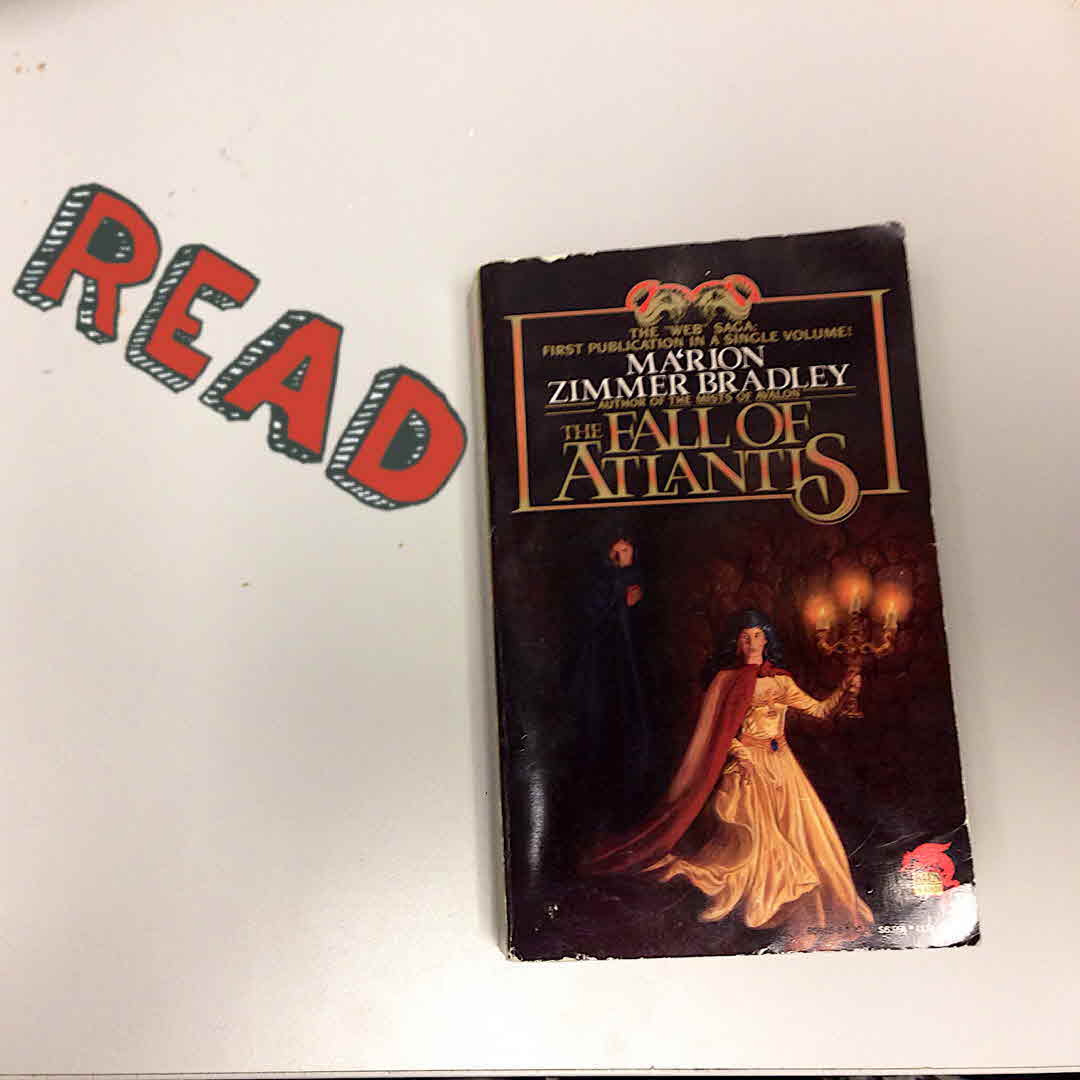 READ
THE "WEB" SAGA:
FIRST PUBLICATION IN A SINGLE VOLUME!
MARION
ZIMMER BRADLEY
AUTHOR OF THE MISTS OF AVALON
THE FALL OF
ATLANTIS